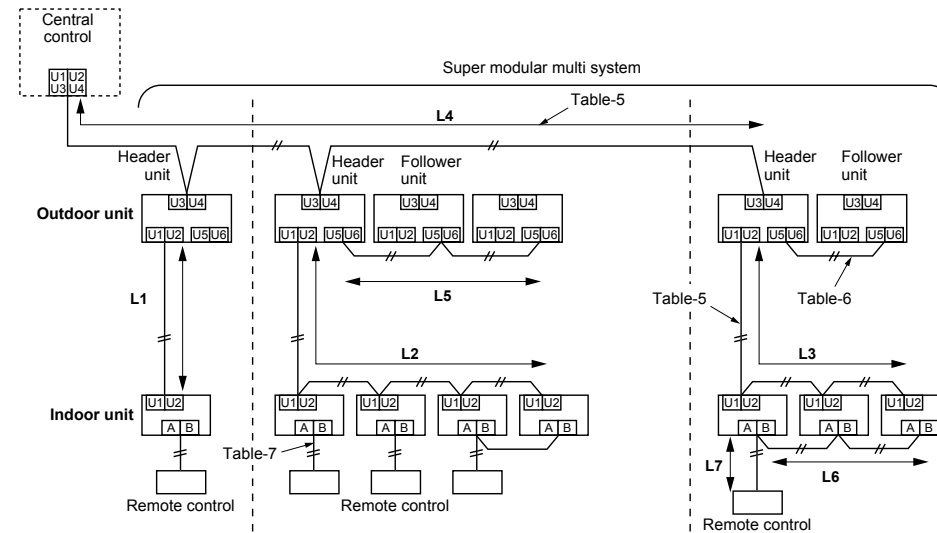 Central
control
U1 U2
U3 U4
Super modular multi system
Table-5
L4
Header
unit
Header
unit
Follower
unit
Header
unit
Follower
unit
Outdoor unit
U3 U4
U3 U4
U3 U4
U3 U4
U3 U4
U3 U4
U1 U2 U5 U6
U1 U2 U5 U6
U1 U2 U5 U6
U1 U2 U5 U6
U1 U2 U5 U6
U1 U2 U5 U6
L1
L5
Table-5
Table-6
L2
L3
Indoor unit
U1 U2
U1 U2
U1 U2
U1 U2
U1 U2
U1 U2
U1 U2
U1 U2
A B
A B
A B
A B
A B
A B
A B
A B
Table-7
L7
L6
Remote control
Remote control
Remote control